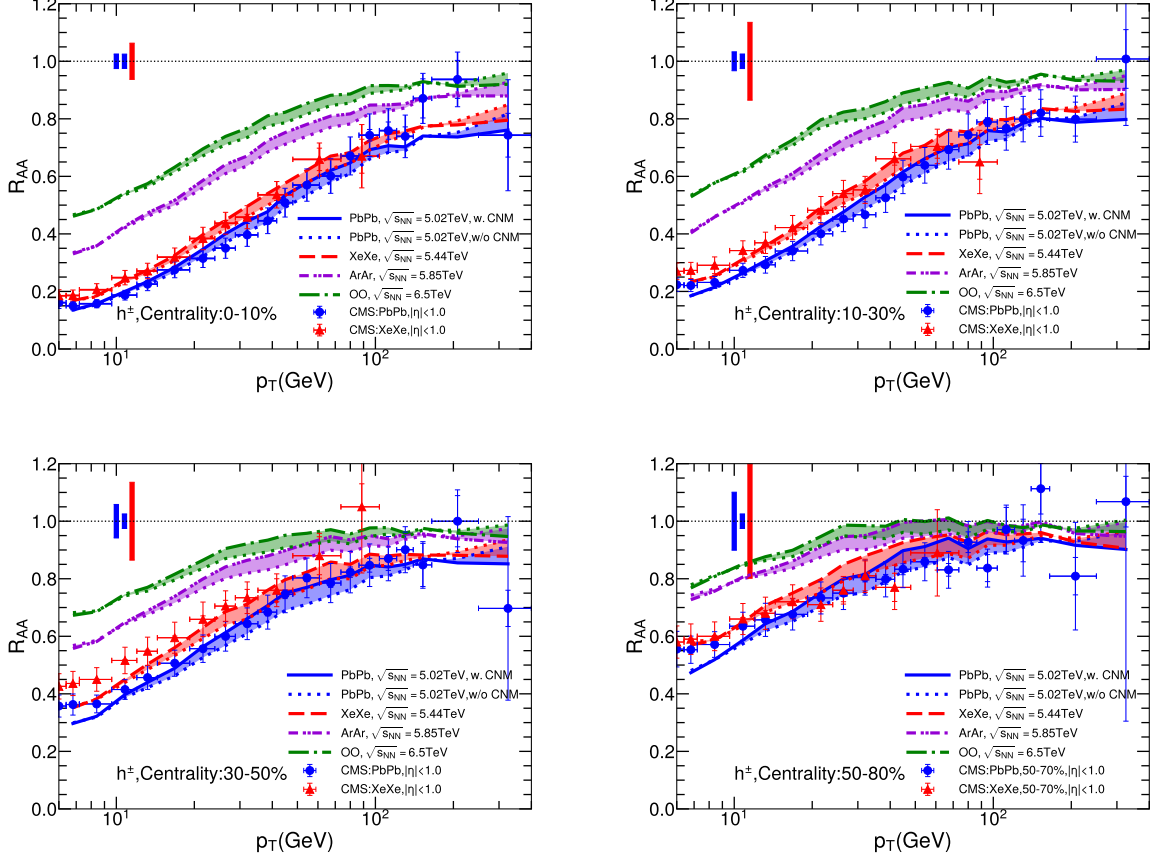 1.2
1.0
0.8
0.6
0.4
0.2
0.0
R_AA
PbPb, √s_NN = 5.02TeV, w. CNM
PbPb, √s_NN = 5.02TeV,w/o CNM
XeXe, √s_NN = 5.44TeV
ArAr, √s_NN = 5.85TeV
OO, √s_NN = 6.5TeV
CMS:PbPb,|η|<1.0
CMS:XeXe,|η|<1.0
h±,Centrality:0-10%
10¹ 10²
p_T(GeV)
1.2
1.0
0.8
0.6
0.4
0.2
0.0
R_AA
PbPb, √s_NN = 5.02TeV, w. CNM
PbPb, √s_NN = 5.02TeV,w/o CNM
XeXe, √s_NN = 5.44TeV
ArAr, √s_NN = 5.85TeV
OO, √s_NN = 6.5TeV
CMS:PbPb,|η|<1.0
CMS:XeXe,|η|<1.0
h±,Centrality:10-30%
10¹ 10²
p_T(GeV)
1.2
1.0
0.8
0.6
0.4
0.2
0.0
R_AA
PbPb, √s_NN = 5.02TeV, w. CNM
PbPb, √s_NN = 5.02TeV,w/o CNM
XeXe, √s_NN = 5.44TeV
ArAr, √s_NN = 5.85TeV
OO, √s_NN = 6.5TeV
CMS:PbPb,|η|<1.0
CMS:XeXe,|η|<1.0
h±,Centrality:30-50%
10¹ 10²
p_T(GeV)
1.2
1.0
0.8
0.6
0.4
0.2
0.0
R_AA
PbPb, √s_NN = 5.02TeV, w. CNM
PbPb, √s_NN = 5.02TeV,w/o CNM
XeXe, √s_NN = 5.44TeV
ArAr, √s_NN = 5.85TeV
OO, √s_NN = 6.5TeV
CMS:PbPb,50-70%,|η|<1.0
CMS:XeXe,50-70%,|η|<1.0
h±,Centrality:50-80%
10¹ 10²
p_T(GeV)